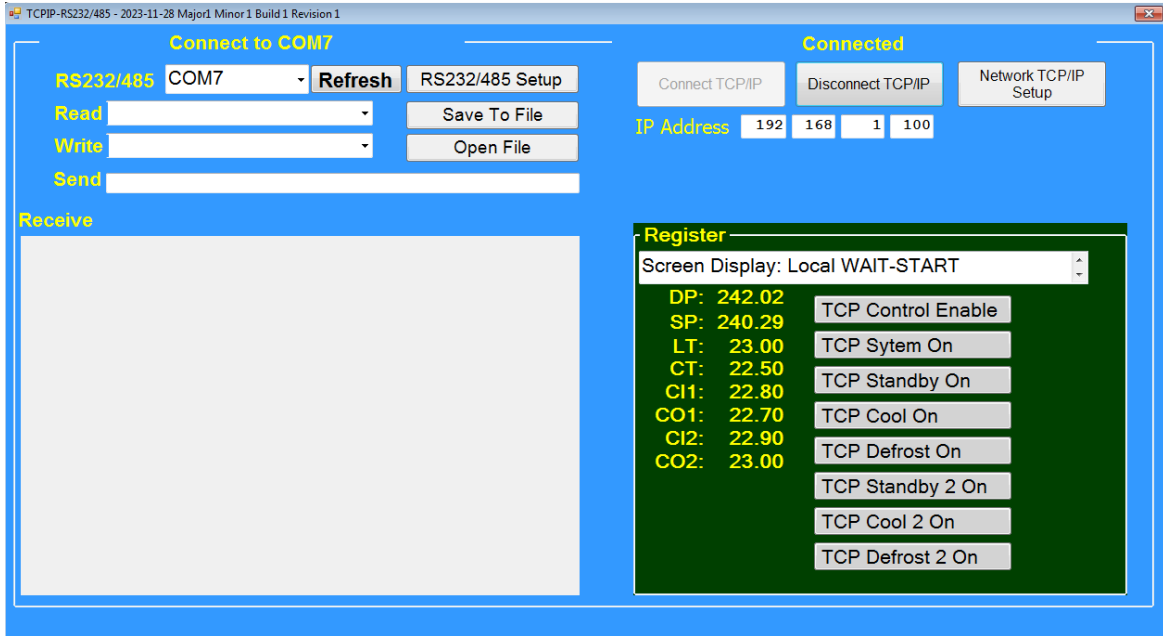 TCPIP-RS232/485 - 2023-11-28 Major1 Minor 1 Build 1 Revision 1
Connect to COM7
RS232/485 COM7 Refresh RS232/485 Setup
Read Save To File
Write Open File
Send
Receive
Connected
Connect TCP/IP Disconnect TCP/IP Network TCP/IP Setup
IP Address 192 168 1 100
Register
Screen Display: Local WAIT-START
DP: 242.02
SP: 240.29
LT: 23.00
CT: 22.50
CI1: 22.80
CO1: 22.70
CI2: 22.90
CO2: 23.00
TCP Control Enable
TCP Sytem On
TCP Standby On
TCP Cool On
TCP Defrost On
TCP Standby 2 On
TCP Cool 2 On
TCP Defrost 2 On